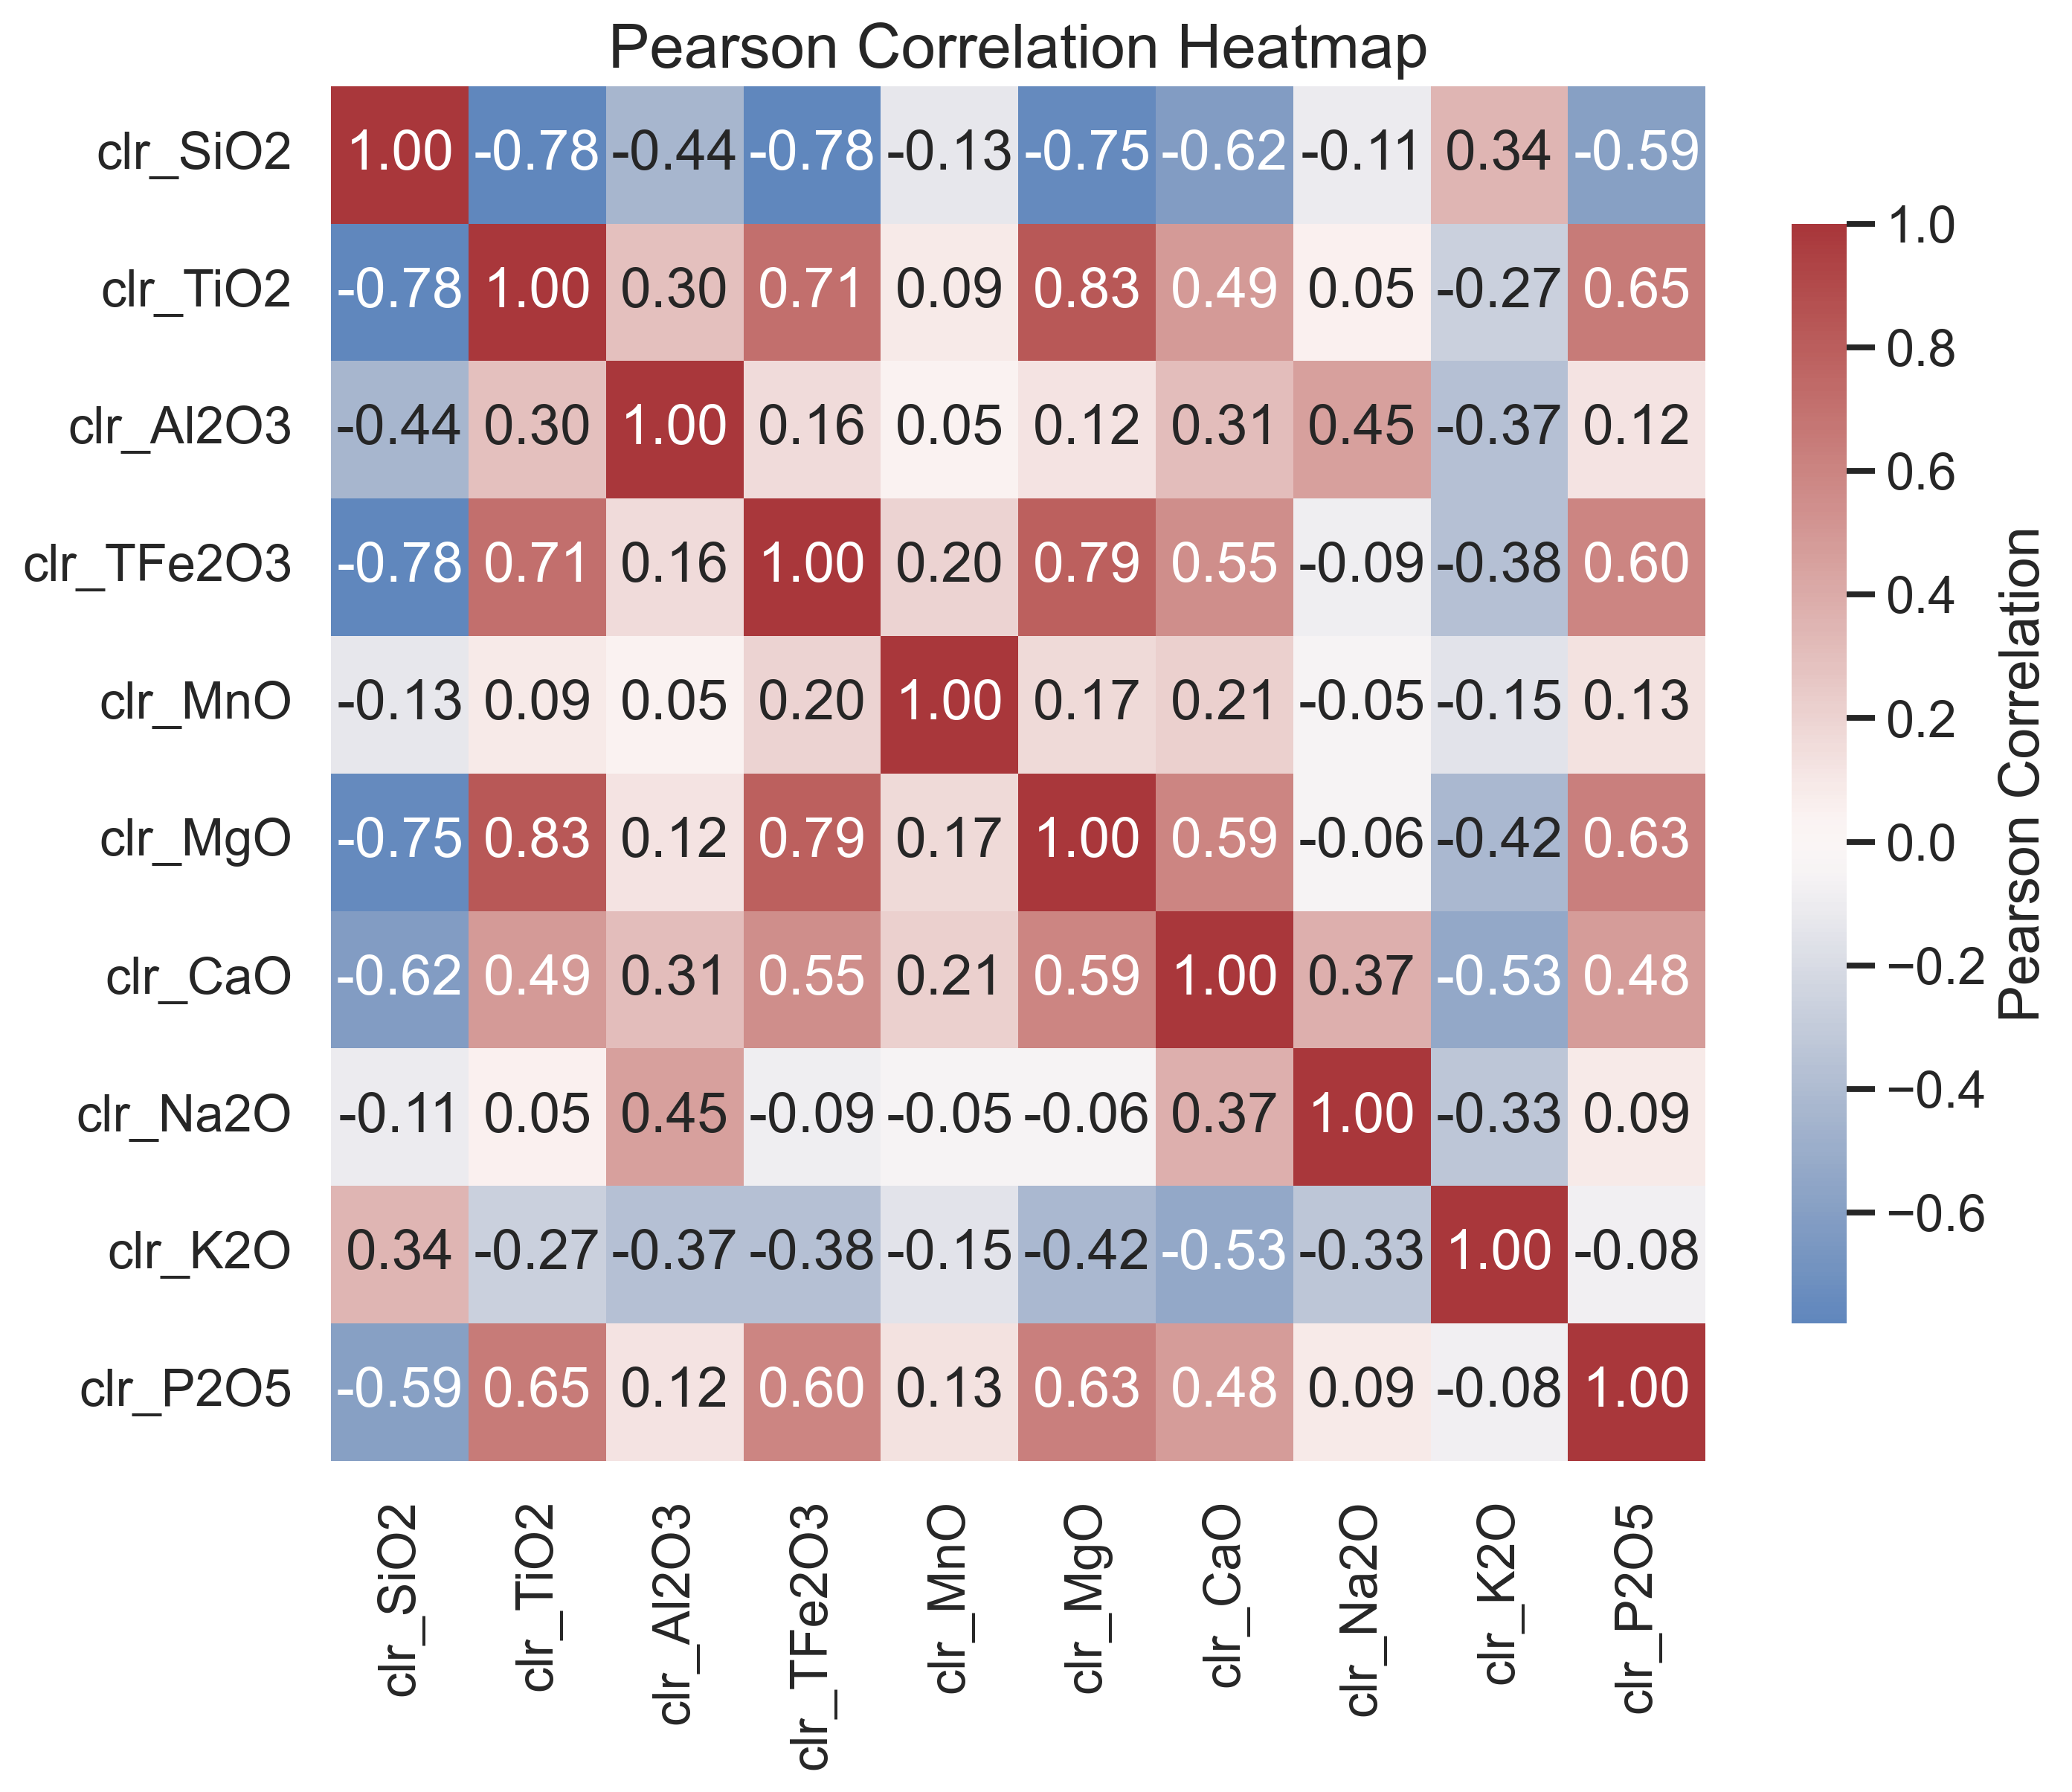 Pearson Correlation Heatmap
clr_SiO2 1.00 -0.78 -0.44 -0.78 -0.13 -0.75 -0.62 -0.11 0.34 -0.59
clr_TiO2 -0.78 1.00 0.30 0.71 0.09 0.83 0.49 0.05 -0.27 0.65
clr_Al2O3 -0.44 0.30 1.00 0.16 0.05 0.12 0.31 0.45 -0.37 0.12
clr_TFe2O3 -0.78 0.71 0.16 1.00 0.20 0.79 0.55 -0.09 -0.38 0.60
clr_MnO -0.13 0.09 0.05 0.20 1.00 0.17 0.21 -0.05 -0.15 0.13
clr_MgO -0.75 0.83 0.12 0.79 0.17 1.00 0.59 -0.06 -0.42 0.63
clr_CaO -0.62 0.49 0.31 0.55 0.21 0.59 1.00 0.37 -0.53 0.48
clr_Na2O -0.11 0.05 0.45 -0.09 -0.05 -0.06 0.37 1.00 -0.33 0.09
clr_K2O 0.34 -0.27 -0.37 -0.38 -0.15 -0.42 -0.53 -0.33 1.00 -0.08
clr_P2O5 -0.59 0.65 0.12 0.60 0.13 0.63 0.48 0.09 -0.08 1.00
clr_SiO2
clr_TiO2
clr_Al2O3
clr_TFe2O3
clr_MnO
clr_MgO
clr_CaO
clr_Na2O
clr_K2O
clr_P2O5
1.0
0.8
0.6
0.4
0.2
0.0
−0.2
−0.4
−0.6
Pearson Correlation